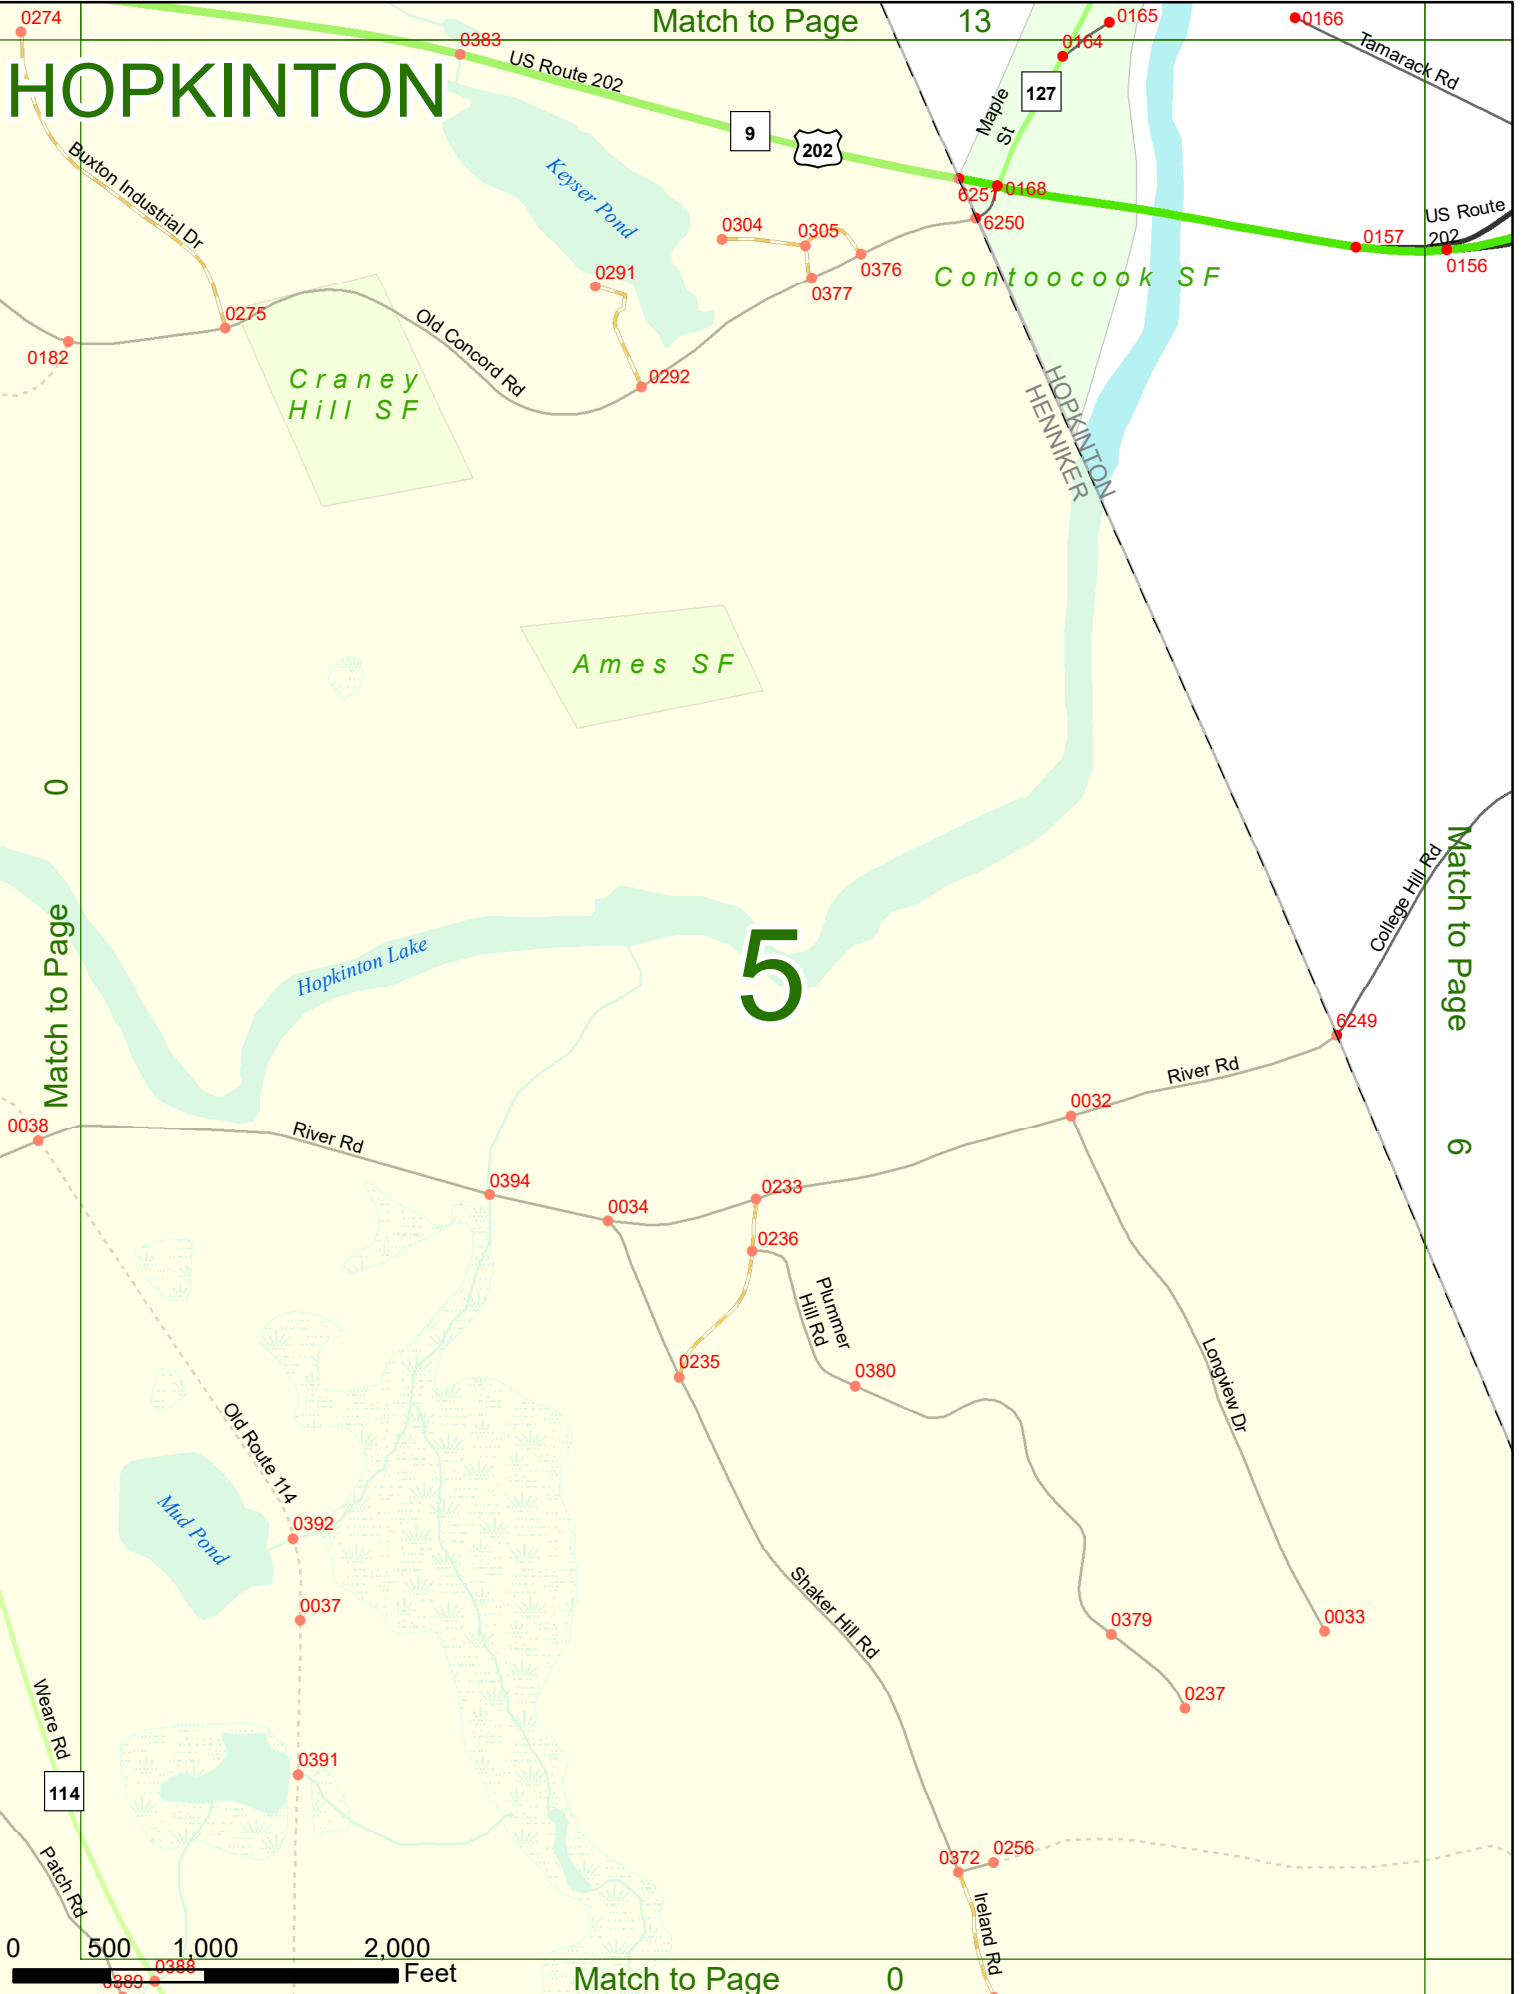 0274
Match to Page 13
0165
0166
0383
0164
Tamarack Rd
HOPKINTON
US Route 202
127
Maple
St
9
202
Buxton Industrial Dr
Keyser Pond
6251
0168
6250
US Route
202
0304
0305
0157
0156
0376
0291
0377
Contoocook SF
0275
0182
Old Concord Rd
Craney
Hill SF
0292
HOPKINTON
HENNIKER
Ames SF
Match to Page 0
Match to Page 6
College Hill Rd
Hopkinton Lake
5
6249
River Rd
0032
0038
River Rd
0394
0034
0233
0236
Plummer
Hill Rd
0235
0380
Longview Dr
Old Route 114
Mud Pond
0392
0037
Shaker Hill Rd
0379
0033
0237
Weare Rd
0391
114
0372
0256
Patch Rd
Ireland Rd
0 500 1,000 2,000
Feet
0388
0389
Match to Page 0